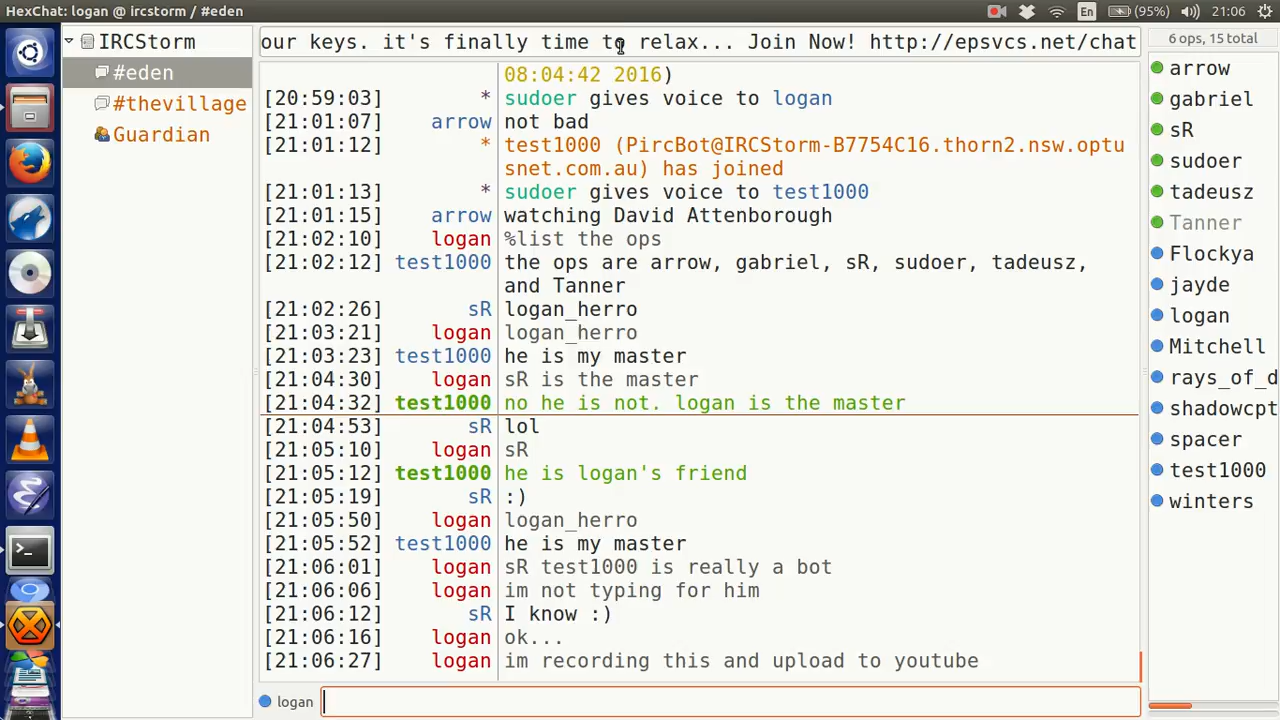 HexChat: logan @ ircstorm / #eden
En (95%) 21:06
IRCStorm
#eden
#thevillage
Guardian
our keys. it's finally time to relax... Join Now! http://epsvcs.net/chat
08:04:42 2016)
[20:59:03] * sudoer gives voice to logan
[21:01:07] arrow not bad
[21:01:12] * test1000 (PircBot@IRCStorm-B7754C16.thorn2.nsw.optu
snet.com.au) has joined
[21:01:13] * sudoer gives voice to test1000
[21:01:15] arrow watching David Attenborough
[21:02:10] logan %list the ops
[21:02:12] test1000 the ops are arrow, gabriel, sR, sudoer, tadeusz,
and Tanner
[21:02:26] sR logan_herro
[21:03:21] logan logan_herro
[21:03:23] test1000 he is my master
[21:04:30] logan sR is the master
[21:04:32] test1000 no he is not. logan is the master
[21:04:53] sR lol
[21:05:10] logan sR
[21:05:12] test1000 he is logan's friend
[21:05:19] sR :)
[21:05:50] logan logan_herro
[21:05:52] test1000 he is my master
[21:06:01] logan sR test1000 is really a bot
[21:06:06] logan im not typing for him
[21:06:12] sR I know :)
[21:06:16] logan ok...
[21:06:27] logan im recording this and upload to youtube
logan
6 ops, 15 total
arrow
gabriel
sR
sudoer
tadeusz
Tanner
Flockya
jayde
logan
Mitchell
rays_of_d
shadowcpt
spacer
test1000
winters